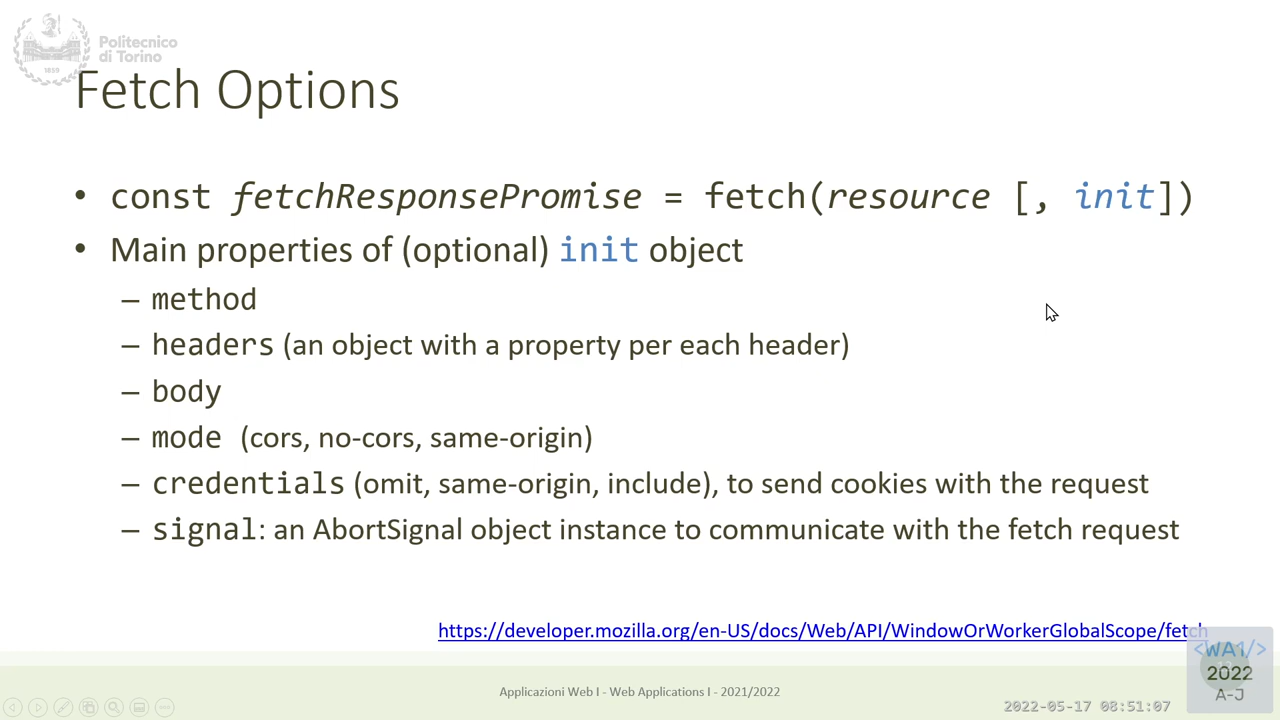 Politecnico
di Torino
1859
Fetch Options
• const fetchResponsePromise = fetch(resource [, init])
• Main properties of (optional) init object
– method
– headers (an object with a property per each header)
– body
– mode (cors, no-cors, same-origin)
– credentials (omit, same-origin, include), to send cookies with the request
– signal: an AbortSignal object instance to communicate with the fetch request
https://developer.mozilla.org/en-US/docs/Web/API/WindowOrWorkerGlobalScope/fetch
<WA1/>
2022
A-J
Applicazioni Web I - Web Applications I - 2021/2022
2022-05-17 08:51:07